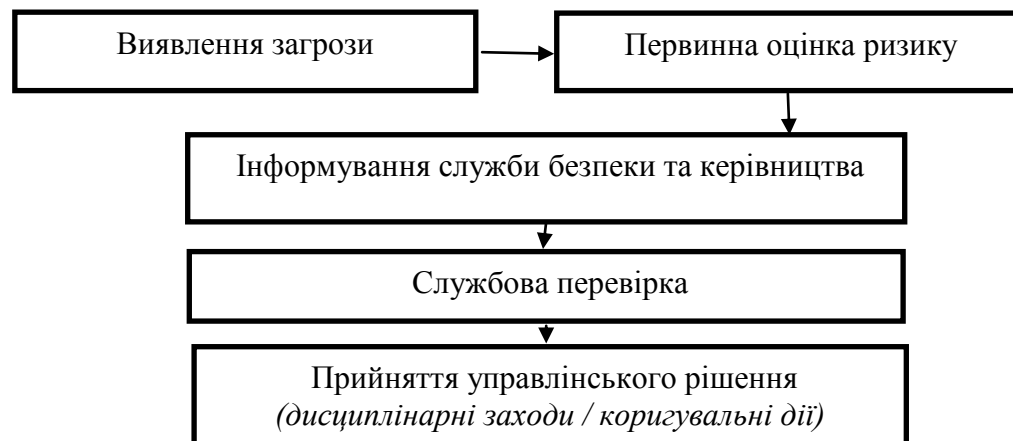 Виявлення загрози
Первинна оцінка ризику
Інформування служби безпеки та керівництва
Службова перевірка
Прийняття управлінського рішення
(дисциплінарні заходи / коригувальні дії)